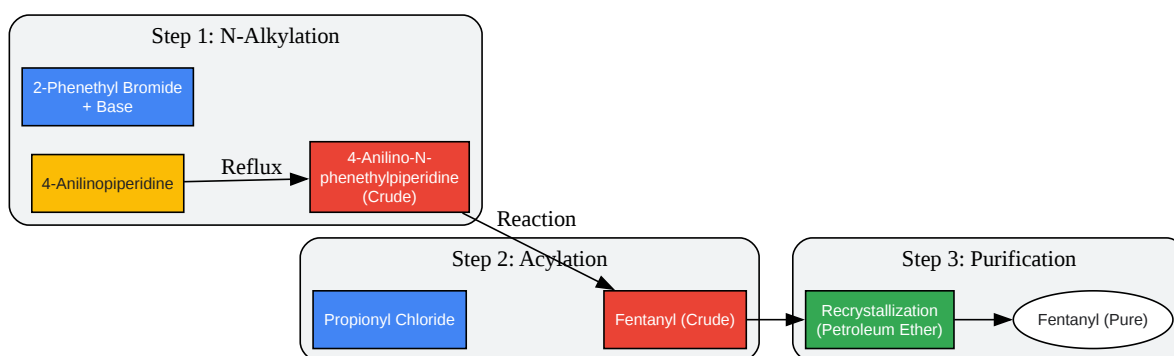 Step 1: N-Alkylation
2-Phenethyl Bromide
+ Base
4-Anilinopiperidine
Reflux
4-Anilino-N-
phenethylpiperidine
(Crude)
Reaction
Step 2: Acylation
Propionyl Chloride
Fentanyl (Crude)
Step 3: Purification
Recrystallization
(Petroleum Ether)
Fentanyl (Pure)